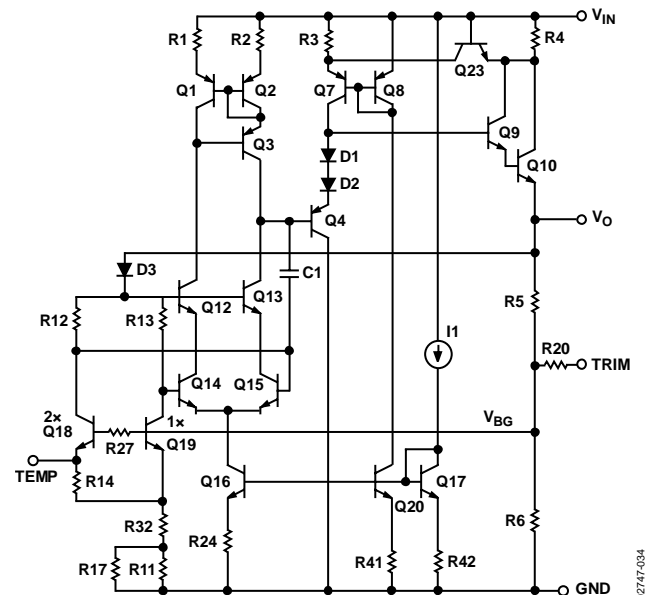 R1
R2
R3
V_IN
R4
Q23
Q1
Q2
Q7
Q8
Q3
Q9
D1
Q10
D2
Q4
V_O
D3
C1
R12
R13
Q12
Q13
R5
I1
R20
TRIM
Q14
Q15
2×
Q18
1×
R27
Q19
V_BG
TEMP
R14
Q16
Q17
Q20
R32
R24
R6
R17
R11
R41
R42
GND